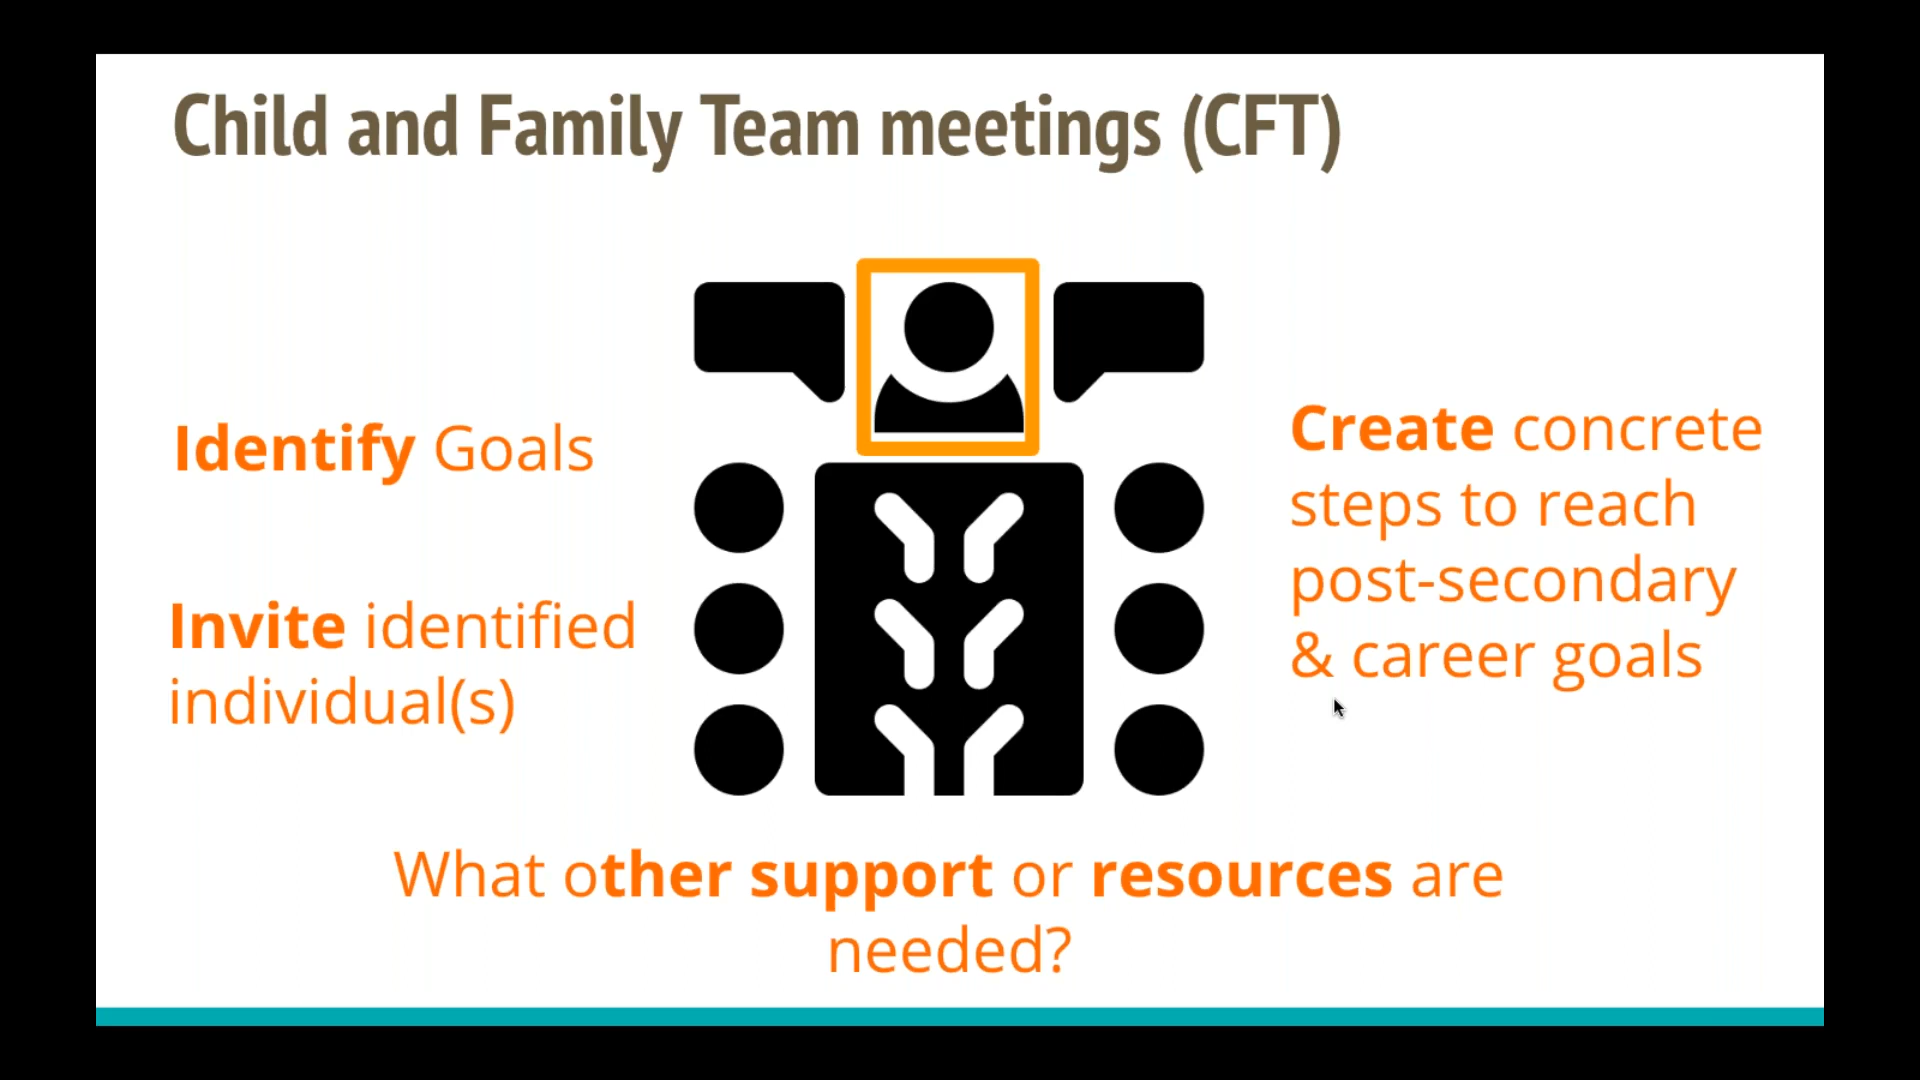 Child and Family Team meetings (CFT)
Identify Goals
Invite identified
individual(s)
Create concrete
steps to reach
post-secondary
& career goals
What other support or resources are
needed?